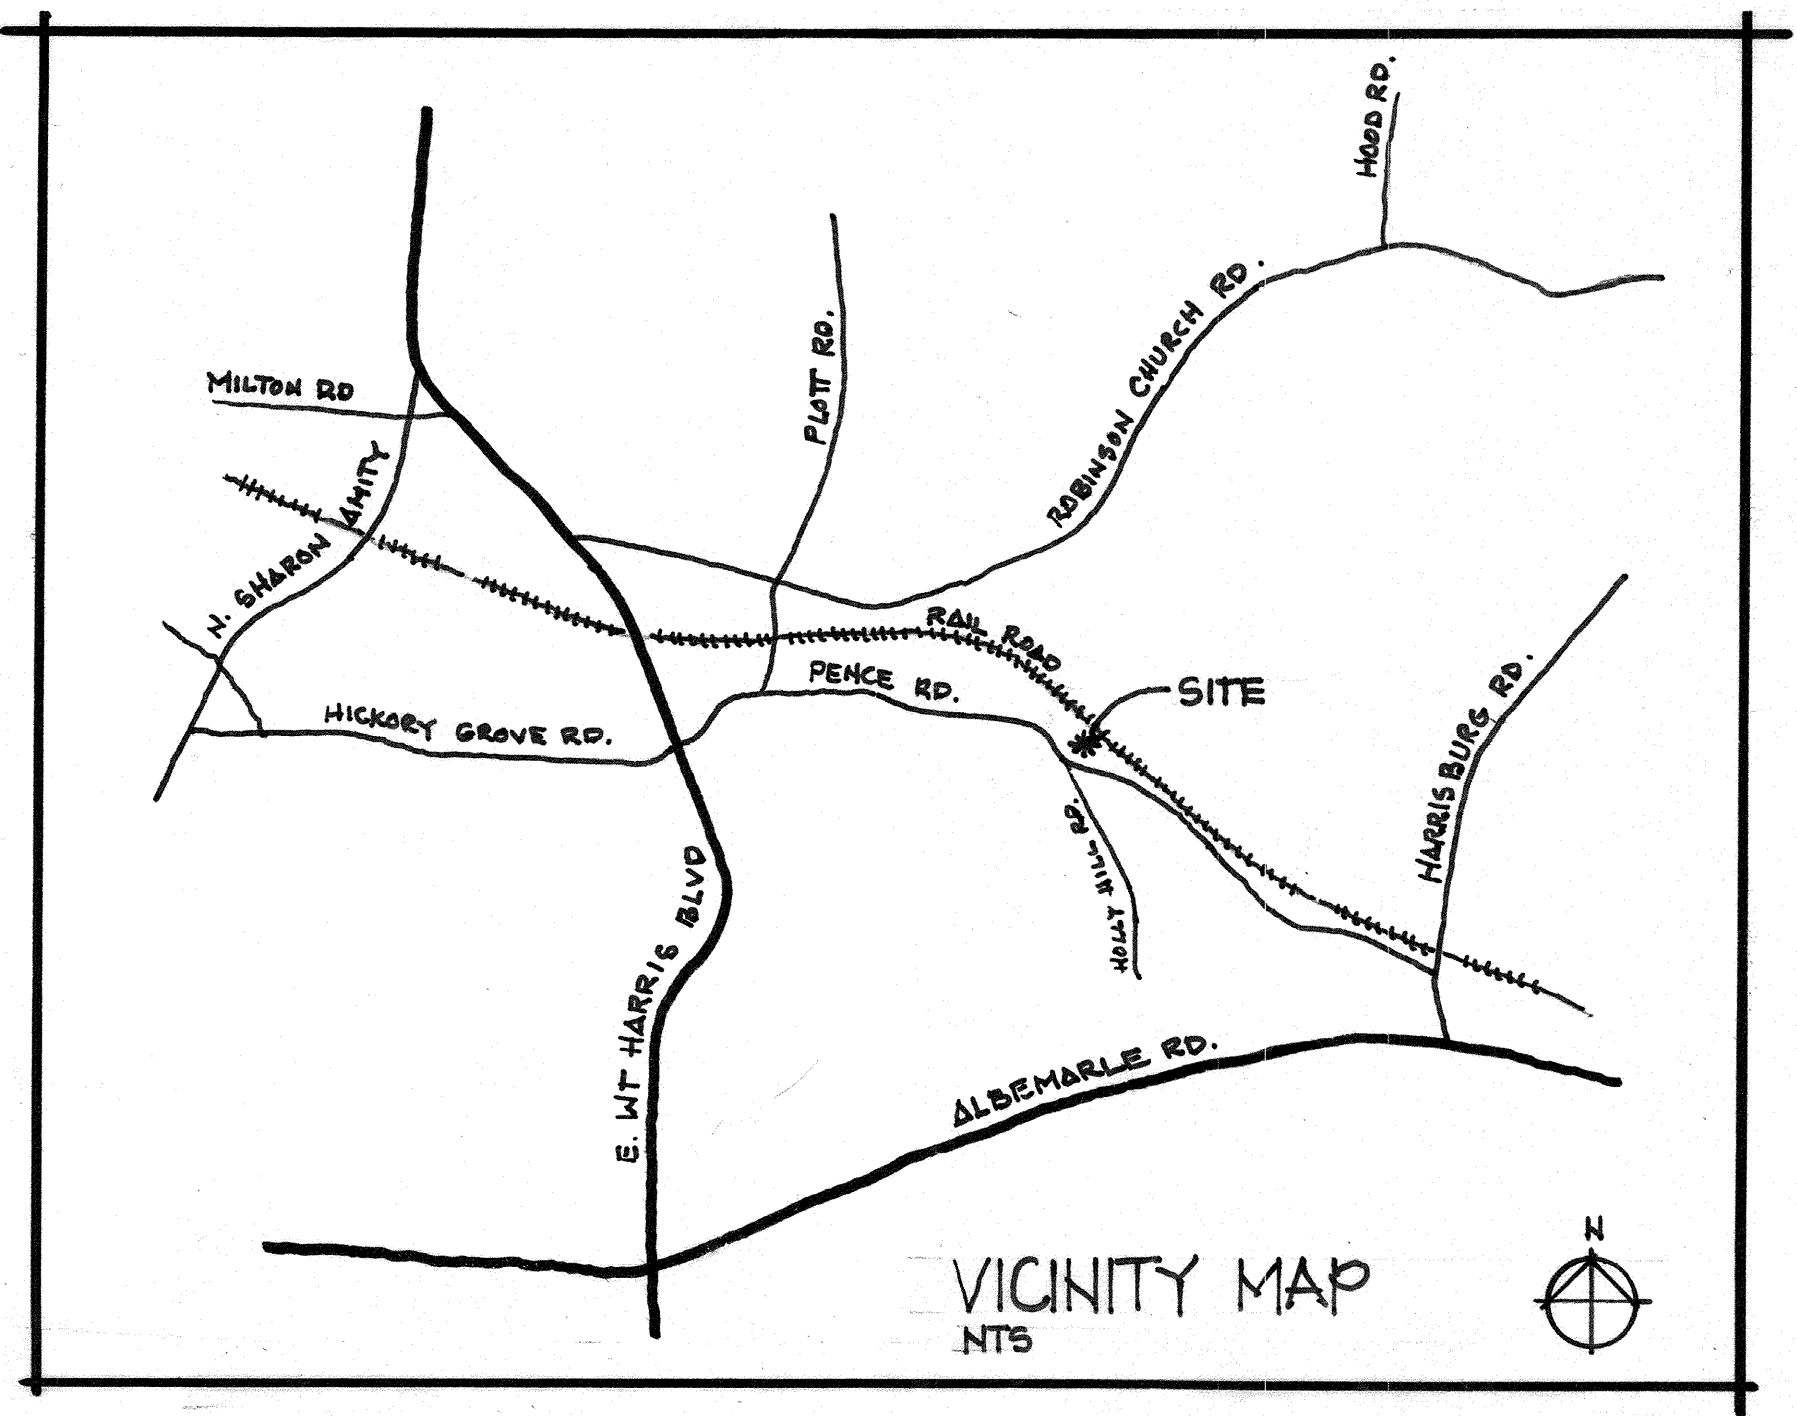 HOOD RD.
ROBINSON CHURCH RD.
PLOTT RD.
MILTON RD
N. SHARON AMITY
RAIL ROAD
PENCE RD.
SITE
HICKORY GROVE RD.
HARRISBURG RD.
HOLLY HILL RD.
E. WT HARRIS BLVD
ALBEMARLE RD.
VICINITY MAP
NTS
N